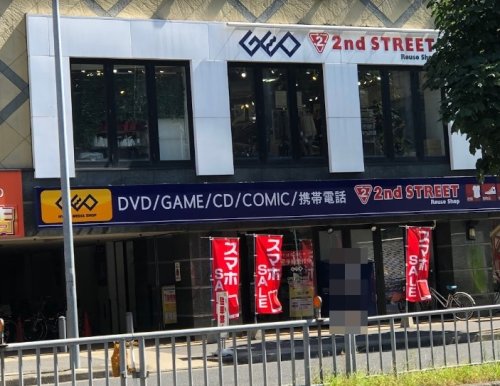 GEO 2nd STREET
Reuse Shop
GEO
DVD/GAME/CD/COMIC/携帯電話 2nd STREET
Reuse Shop
スマホ SALE
スマホ SALE
スマホ SALE